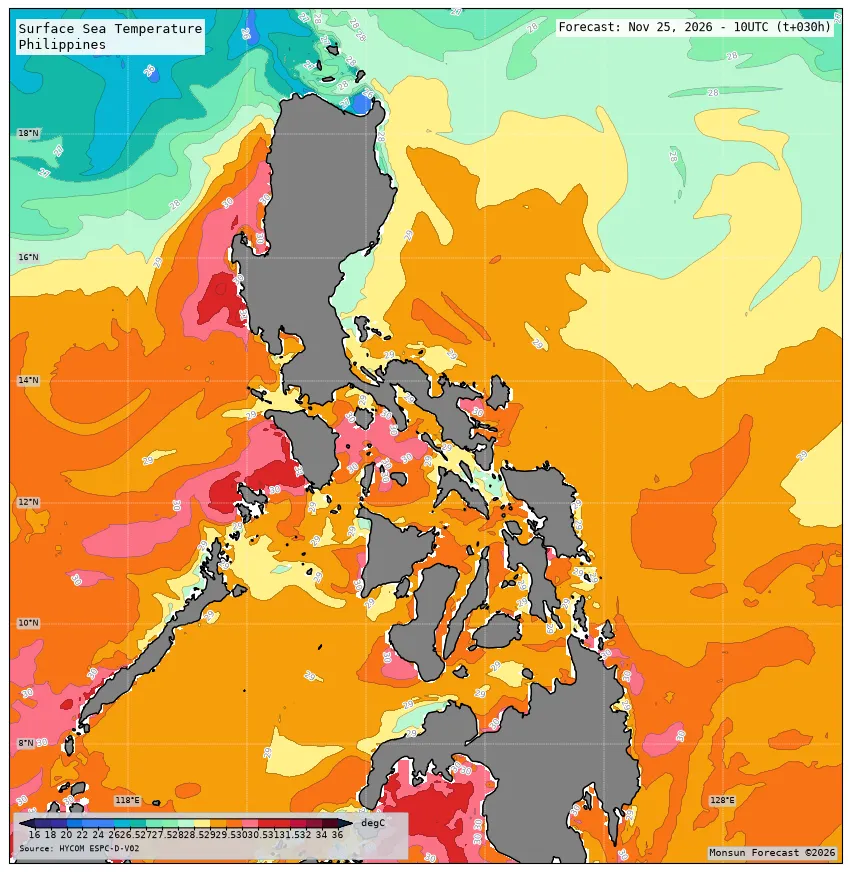 Surface Sea Temperature
Philippines
Forecast: Nov 25, 2026 - 10UTC (t+030h)
18°N
16°N
14°N
12°N
10°N
8°N
118°E
128°E
16 18 20 22 24 26 26.5 27 27.5 28 28.5 29 29.5 30 30.5 31 31.5 32 34 36 degC
Source: HYCOM ESPC-D-V02
Monsun Forecast ©2026